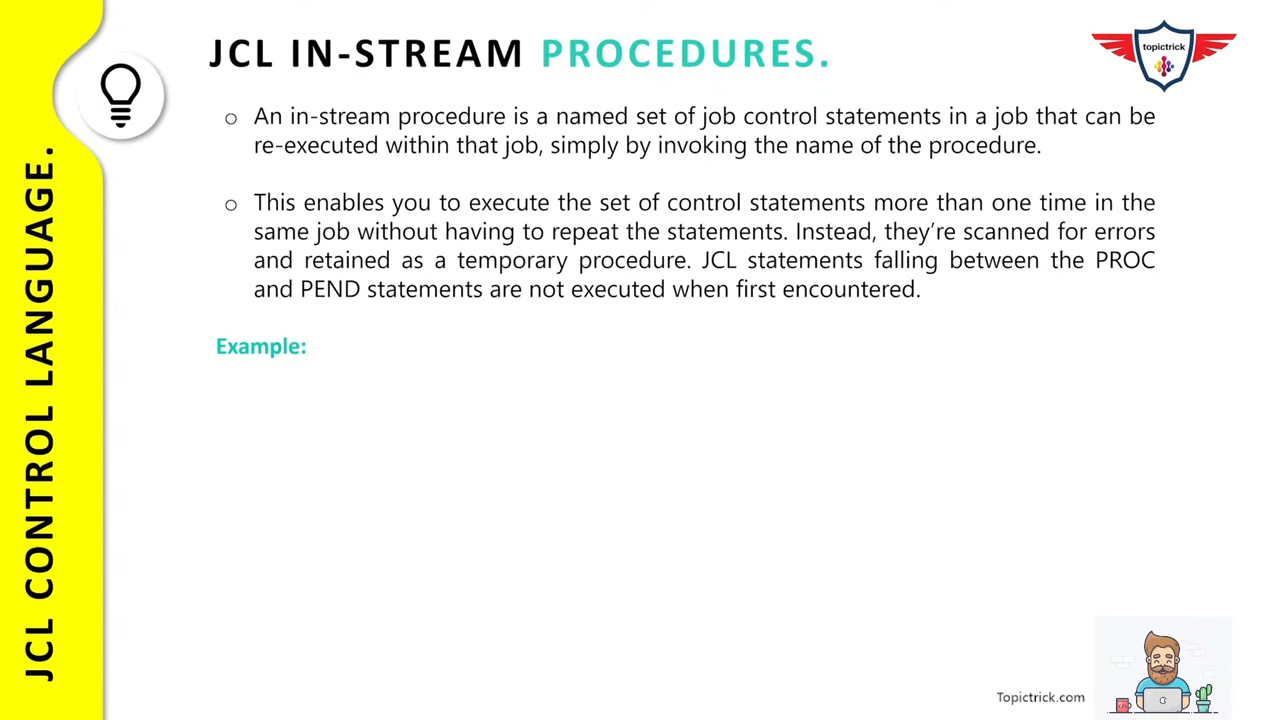 JCL IN-STREAM PROCEDURES.
topictrick
○ An in-stream procedure is a named set of job control statements in a job that can be
re-executed within that job, simply by invoking the name of the procedure.
○ This enables you to execute the set of control statements more than one time in the
same job without having to repeat the statements. Instead, they’re scanned for errors
and retained as a temporary procedure. JCL statements falling between the PROC
and PEND statements are not executed when first encountered.
Example:
JCL CONTROL LANGUAGE.
Topictrick.com